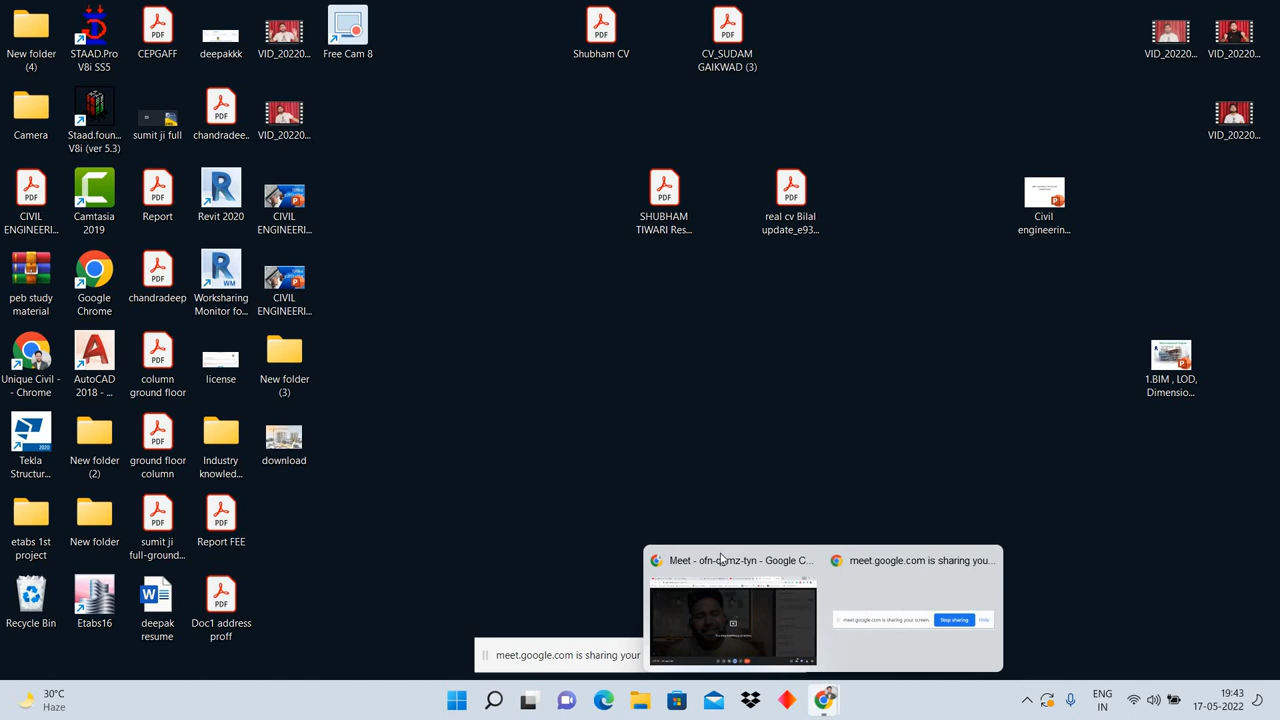 New folder
(4)
STAAD.Pro
V8i SS5
CEPGAFF
deepakkk
VID_20220...
Free Cam 8
Shubham CV
CV_SUDAM
GAIKWAD (3)
VID_20220...
VID_20220...
Camera
Staad.foun...
V8i (ver 5.3)
sumit ji full
chandradee...
VID_20220...
VID_20220...
CIVIL
ENGINEERI...
Camtasia
2019
Report
Revit 2020
CIVIL
ENGINEERI...
SHUBHAM
TIWARI Res...
real cv Bilal
update_e93...
Civil
engineerin...
peb study
material
Google
Chrome
chandradeep
Worksharing
Monitor fo...
CIVIL
ENGINEERI...
Unique Civil -
- Chrome
AutoCAD
2018 - ...
column
ground floor
license
New folder
(3)
1.BIM , LOD,
Dimensio...
Tekla
Structur...
New folder
(2)
ground floor
column
Industry
knowled...
download
etabs 1st
project
New folder
sumit ji
full-ground...
Report FEE
Recycle Bin
Etabs16
deepak
resume
Doc1 address
proff
Google C...
meet.google.com is sharing you...
meet.google.com is sharing your screen.
Stop sharing
Hide
meet.google.com is sharing your
30°C
Haze
ENG
IN
19:43
17-05-2022